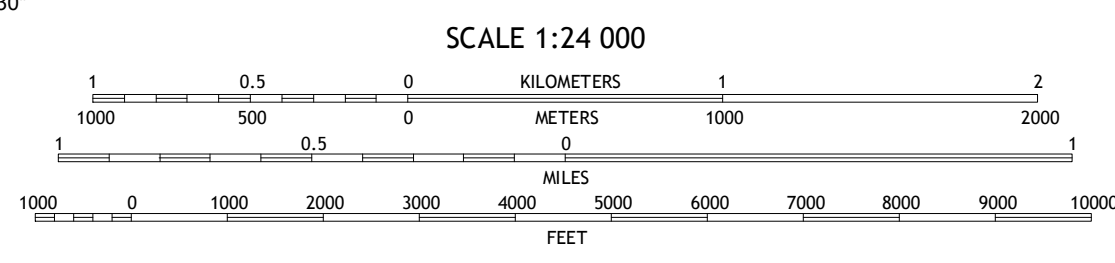 30"
SCALE 1:24 000
1 0.5 0 KILOMETERS 1 2
1000 500 0 METERS 1000 2000
1 0.5 0 1
MILES
1000 0 1000 2000 3000 4000 5000 6000 7000 8000 9000 10000
FEET